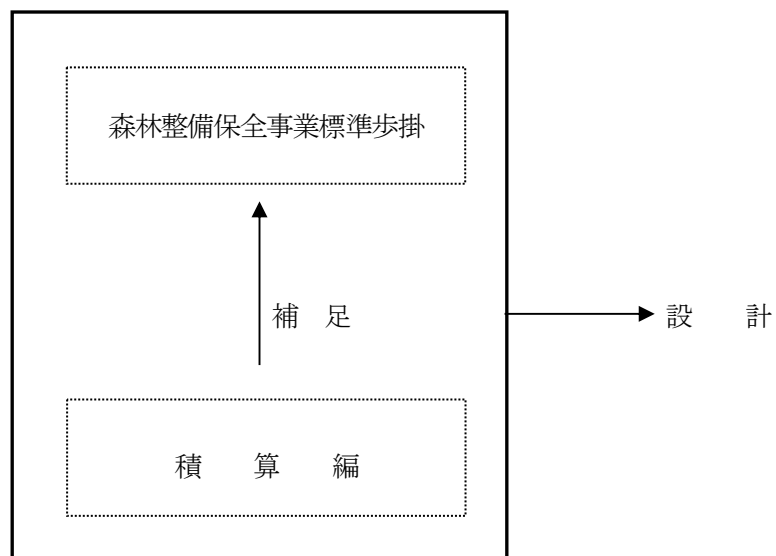 森林整備保全事業標準歩掛
補　足
設　　計
積　算　編